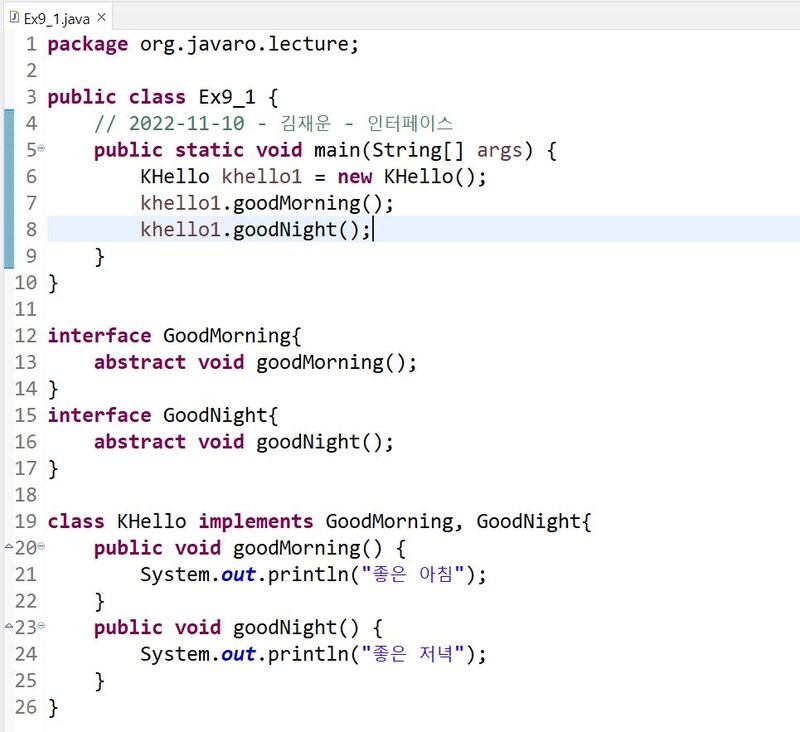 Ex9_1.java
1 package org.javaro.lecture;
2
3 public class Ex9_1 {
4     // 2022-11-10 - 김재운 - 인터페이스
5     public static void main(String[] args) {
6         KHello khello1 = new KHello();
7         khello1.goodMorning();
8         khello1.goodNight();
9     }
10 }
11
12 interface GoodMorning{
13     abstract void goodMorning();
14 }
15 interface GoodNight{
16     abstract void goodNight();
17 }
18
19 class KHello implements GoodMorning, GoodNight{
20     public void goodMorning() {
21         System.out.println("좋은 아침");
22     }
23     public void goodNight() {
24         System.out.println("좋은 저녁");
25     }
26 }